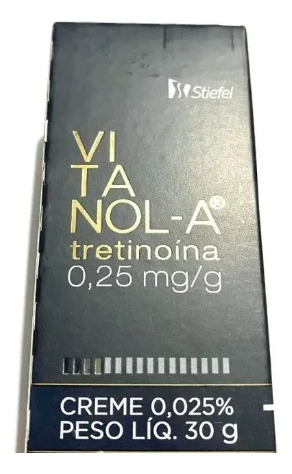 Stiefel
VI
TA
NOL-A®
tretinoína
0,25 mg/g
CREME 0,025%
PESO LÍQ. 30 g